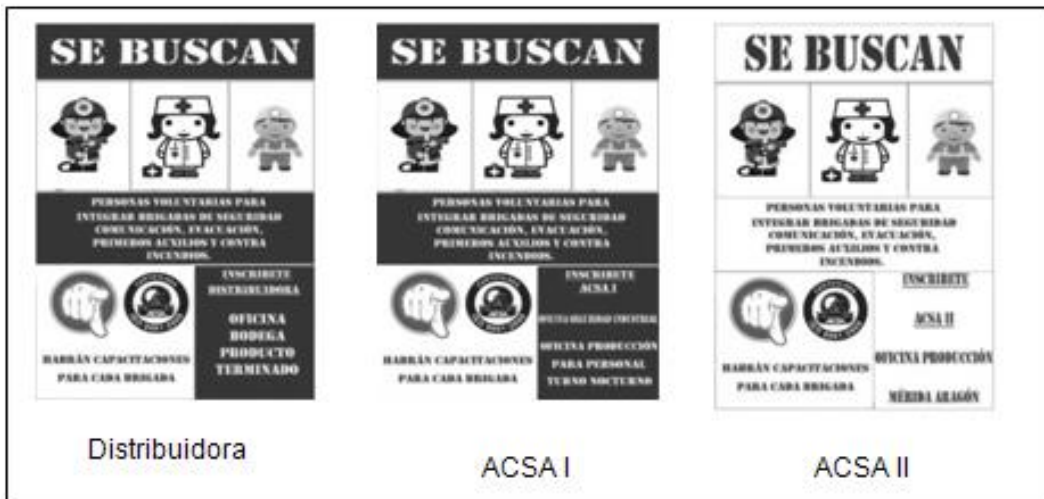 SE BUSCAN
PERSONAS VOLUNTARIAS PARA
INTEGRAR BRIGADAS DE SEGURIDAD
COMUNICACIÓN, EVACUACIÓN,
PRIMEROS AUXILIOS Y CONTRA
INCENDIOS.
HABRÁN CAPACITACIONES
PARA CADA BRIGADA
INSCRIBETE
DISTRIBUIDORA
OFICINA
BODEGA
PRODUCTO
TERMINADO
Distribuidora
SE BUSCAN
PERSONAS VOLUNTARIAS PARA
INTEGRAR BRIGADAS DE SEGURIDAD
COMUNICACIÓN, EVACUACIÓN,
PRIMEROS AUXILIOS Y CONTRA
INCENDIOS.
HABRÁN CAPACITACIONES
PARA CADA BRIGADA
INSCRIBETE
ACSA I
OFICINA SEGURIDAD INDUSTRIAL
OFICINA PRODUCCIÓN
PARA PERSONAL
TURNO NOCTURNO
ACSA I
SE BUSCAN
PERSONAS VOLUNTARIAS PARA
INTEGRAR BRIGADAS DE SEGURIDAD
COMUNICACIÓN, EVACUACIÓN,
PRIMEROS AUXILIOS Y CONTRA
INCENDIOS.
HABRÁN CAPACITACIONES
PARA CADA BRIGADA
INSCRIBETE
ACSA II
OFICINA PRODUCCIÓN
MÉRIDA ARAGÓN
ACSA II